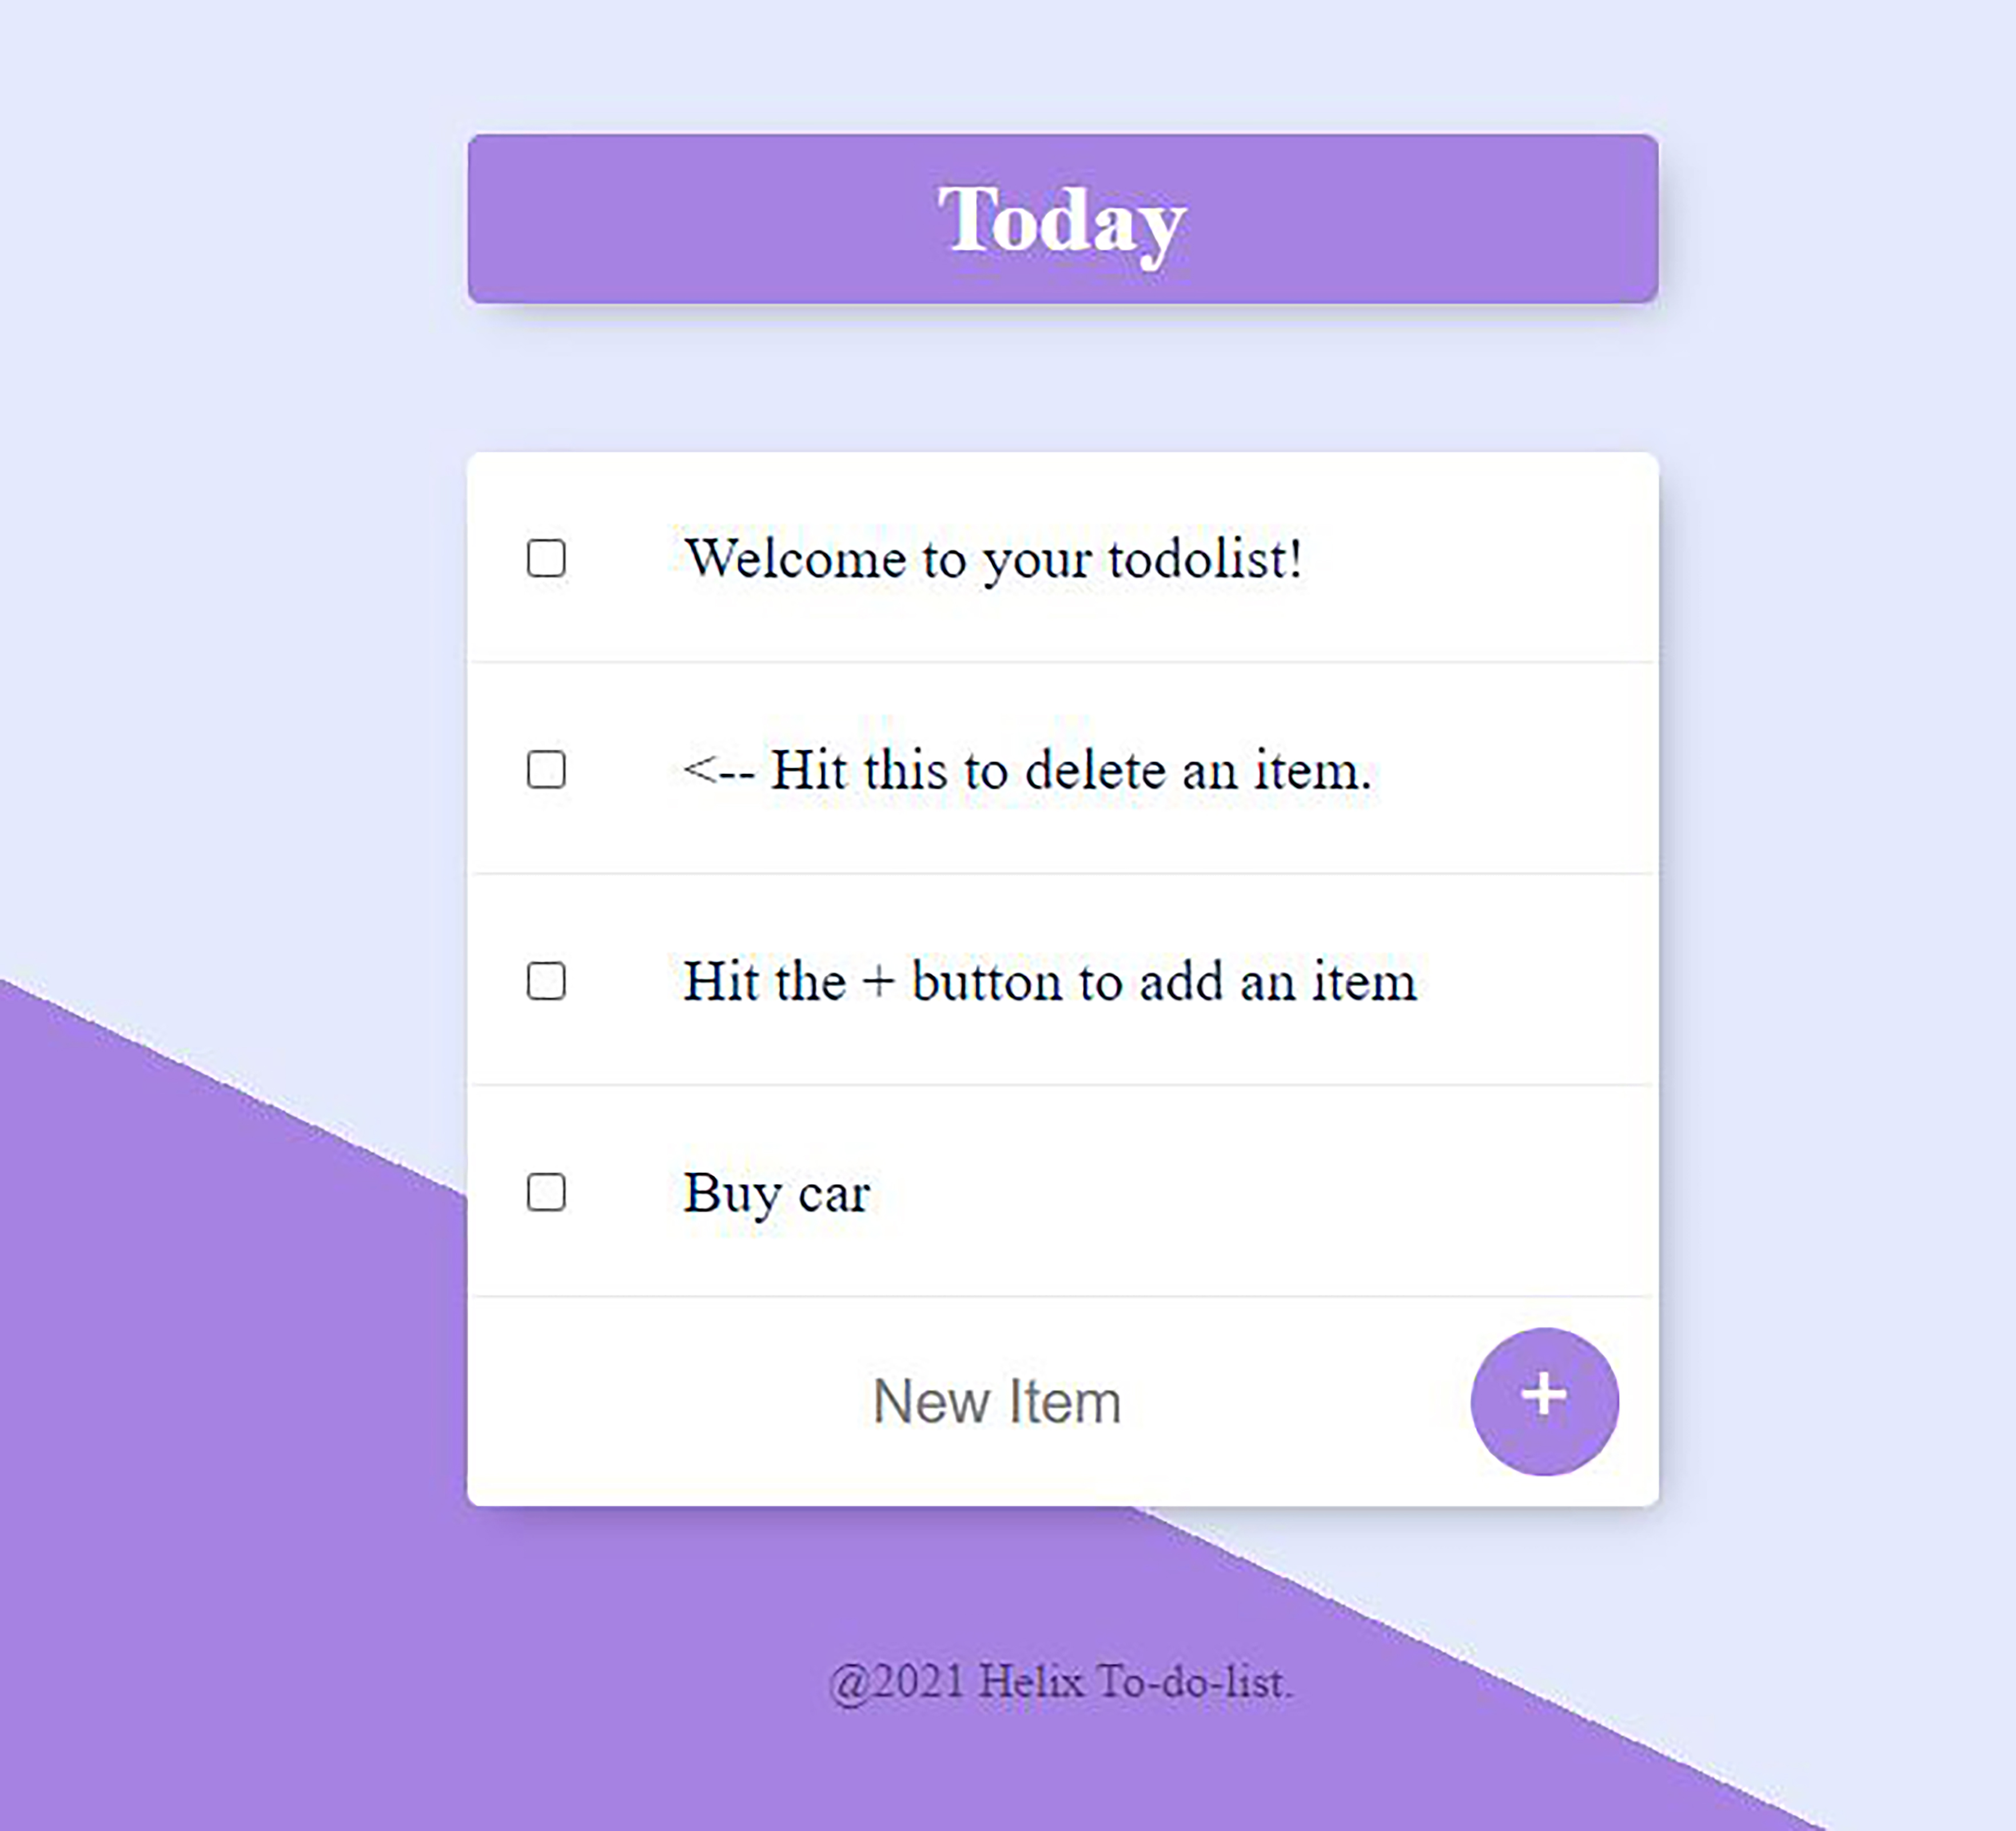 Today
Welcome to your todolist!
<-- Hit this to delete an item.
Hit the + button to add an item
Buy car
New Item
+
@2021 Helix To-do-list.